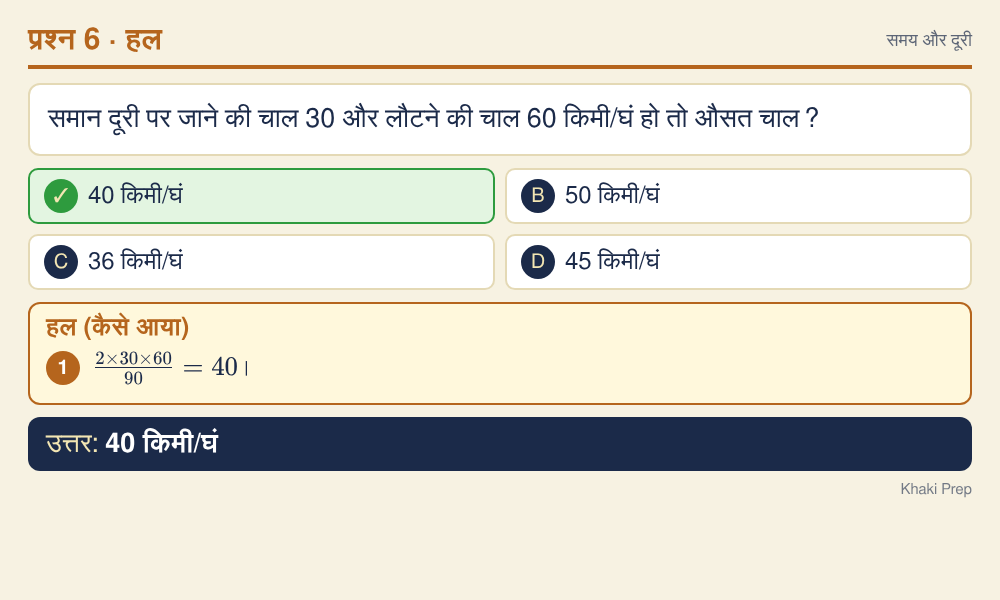 प्रश्न 6 · हल
समय और दूरी
समान दूरी पर जाने की चाल 30 और लौटने की चाल 60 किमी/घं हो तो औसत चाल ?
✓ 40 किमी/घं
B 50 किमी/घं
C 36 किमी/घं
D 45 किमी/घं
हल (कैसे आया)
1 \frac{2×30×60}{90} = 40।
उत्तर: 40 किमी/घं
Khaki Prep